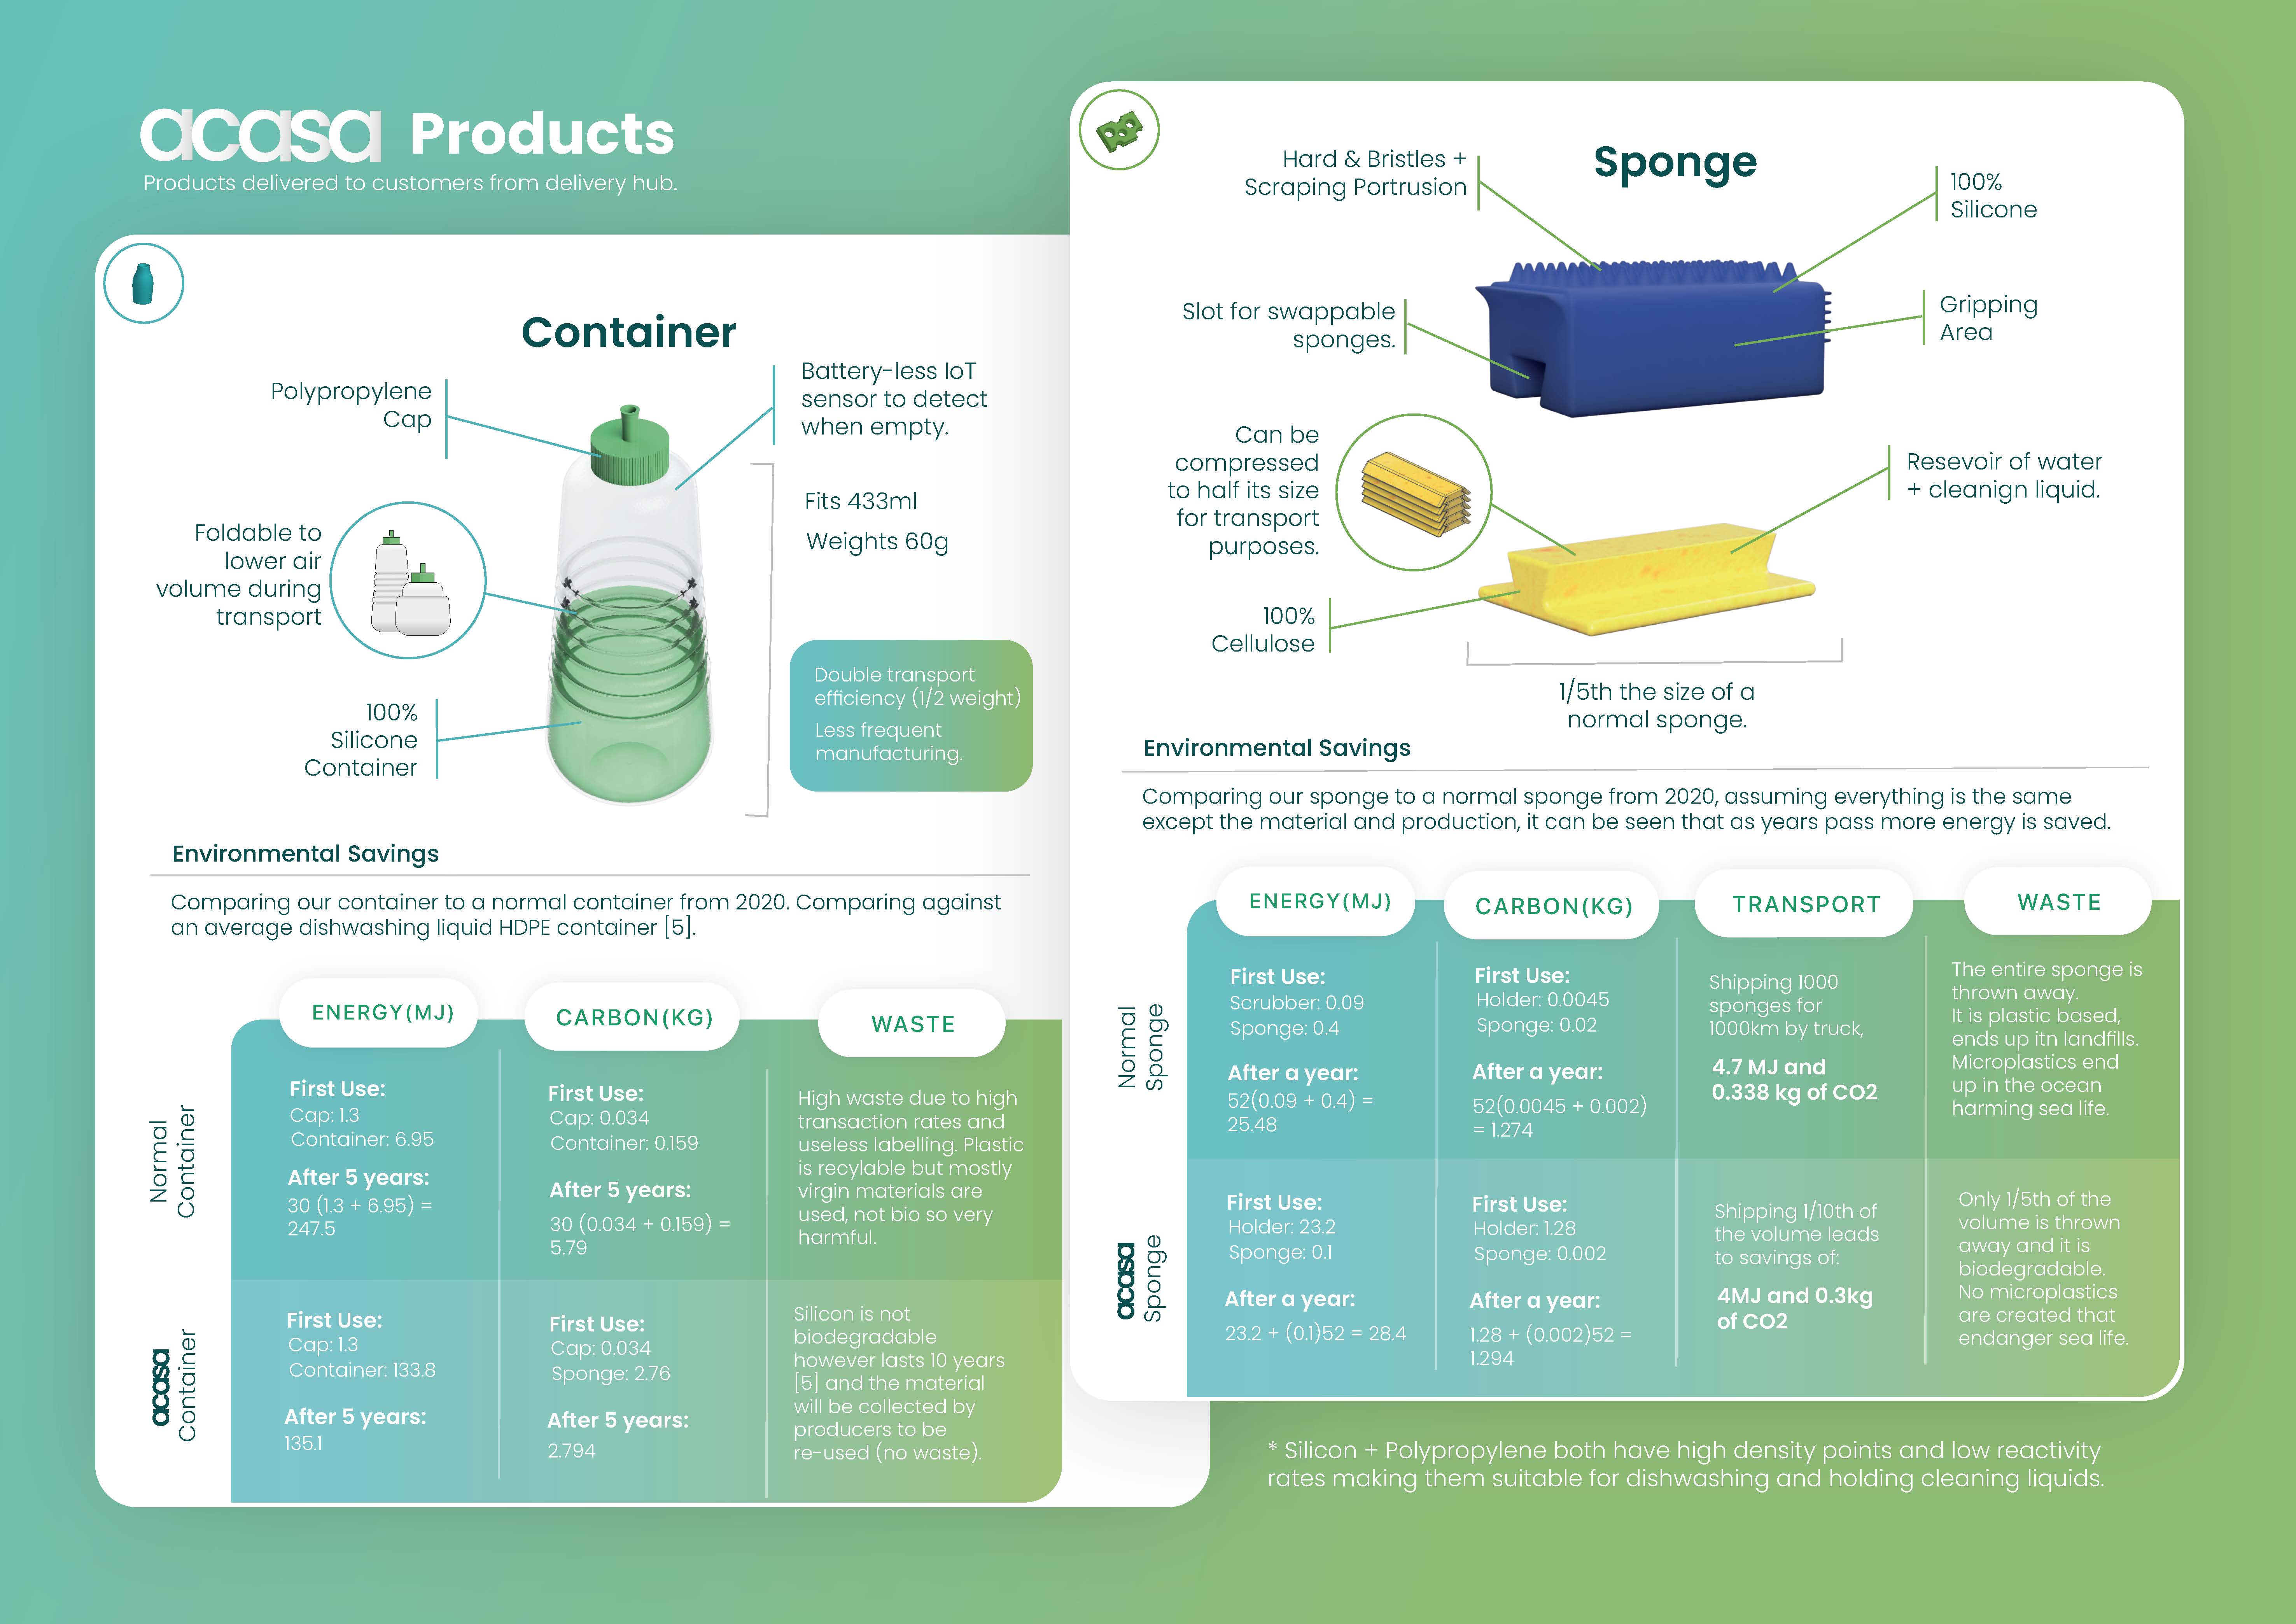 acasa Products
Products delivered to customers from delivery hub.
Container
Polypropylene
Cap
Battery-less IoT
sensor to detect
when empty.
Fits 433ml
Weights 60g
Foldable to
lower air
volume during
transport
Double transport
efficiency (1/2 weight)
Less frequent
manufacturing.
100%
Silicone
Container
Environmental Savings
Comparing our container to a normal container from 2020. Comparing against
an average dishwashing liquid HDPE container [5].
ENERGY(MJ)
CARBON(KG)
WASTE
Normal
Container
First Use:
Cap: 1.3
Container: 6.95
After 5 years:
30 (1.3 + 6.95) =
247.5
First Use:
Cap: 0.034
Container: 0.159
After 5 years:
30 (0.034 + 0.159) =
5.79
High waste due to high
transaction rates and
useless labelling. Plastic
is recylable but mostly
virgin materials are
used, not bio so very
harmful.
acasa
Container
First Use:
Cap: 1.3
Container: 133.8
After 5 years:
135.1
First Use:
Cap: 0.034
Sponge: 2.76
After 5 years:
2.794
Silicon is not
biodegradable
however lasts 10 years
[5] and the material
will be collected by
producers to be
re-used (no waste).
Sponge
Hard & Bristles +
Scraping Portrusion
100%
Silicone
Slot for swappable
sponges.
Gripping
Area
Can be
compressed
to half its size
for transport
purposes.
Resevoir of water
+ cleanign liquid.
100%
Cellulose
1/5th the size of a
normal sponge.
Environmental Savings
Comparing our sponge to a normal sponge from 2020, assuming everything is the same
except the material and production, it can be seen that as years pass more energy is saved.
ENERGY(MJ)
CARBON(KG)
TRANSPORT
WASTE
Normal
Sponge
First Use:
Scrubber: 0.09
Sponge: 0.4
After a year:
52(0.09 + 0.4) =
25.48
First Use:
Holder: 0.0045
Sponge: 0.02
After a year:
52(0.0045 + 0.002)
= 1.274
Shipping 1000
sponges for
1000km by truck,
4.7 MJ and
0.338 kg of CO2
The entire sponge is
thrown away.
It is plastic based,
ends up itn landfills.
Microplastics end
up in the ocean
harming sea life.
acasa
Sponge
First Use:
Holder: 23.2
Sponge: 0.1
After a year:
23.2 + (0.1)52 = 28.4
First Use:
Holder: 1.28
Sponge: 0.002
After a year:
1.28 + (0.002)52 =
1.294
Shipping 1/10th of
the volume leads
to savings of:
4MJ and 0.3kg
of CO2
Only 1/5th of the
volume is thrown
away and it is
biodegradable.
No microplastics
are created that
endanger sea life.
* Silicon + Polypropylene both have high density points and low reactivity
rates making them suitable for dishwashing and holding cleaning liquids.